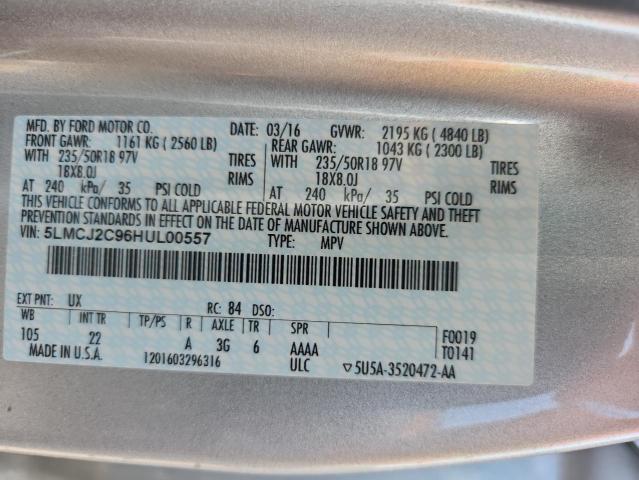 MFD. BY FORD MOTOR CO. DATE: 03/16 GVWR: 2195 KG ( 4840 LB)
FRONT GAWR: 1161 KG ( 2560 LB) REAR GAWR: 1043 KG ( 2300 LB)
WITH 235/50R18 97V TIRES WITH 235/50R18 97V TIRES
18X8.0J RIMS 18X8.0J RIMS
AT 240 kPa/ 35 PSI COLD AT 240 kPa/ 35 PSI COLD
THIS VEHICLE CONFORMS TO ALL APPLICABLE FEDERAL MOTOR VEHICLE SAFETY AND THEFT
PREVENTION STANDARDS IN EFFECT ON THE DATE OF MANUFACTURE SHOWN ABOVE.
VIN: 5LMCJ2C96HUL00557 TYPE: MPV
EXT PNT: UX RC: 84 DSO:
WB INT TR TP/PS R AXLE TR SPR F0019
105 22 A 3G 6 AAAA T0141
MADE IN U.S.A. 1201603296316 ULC ▽5U5A-3520472-AA